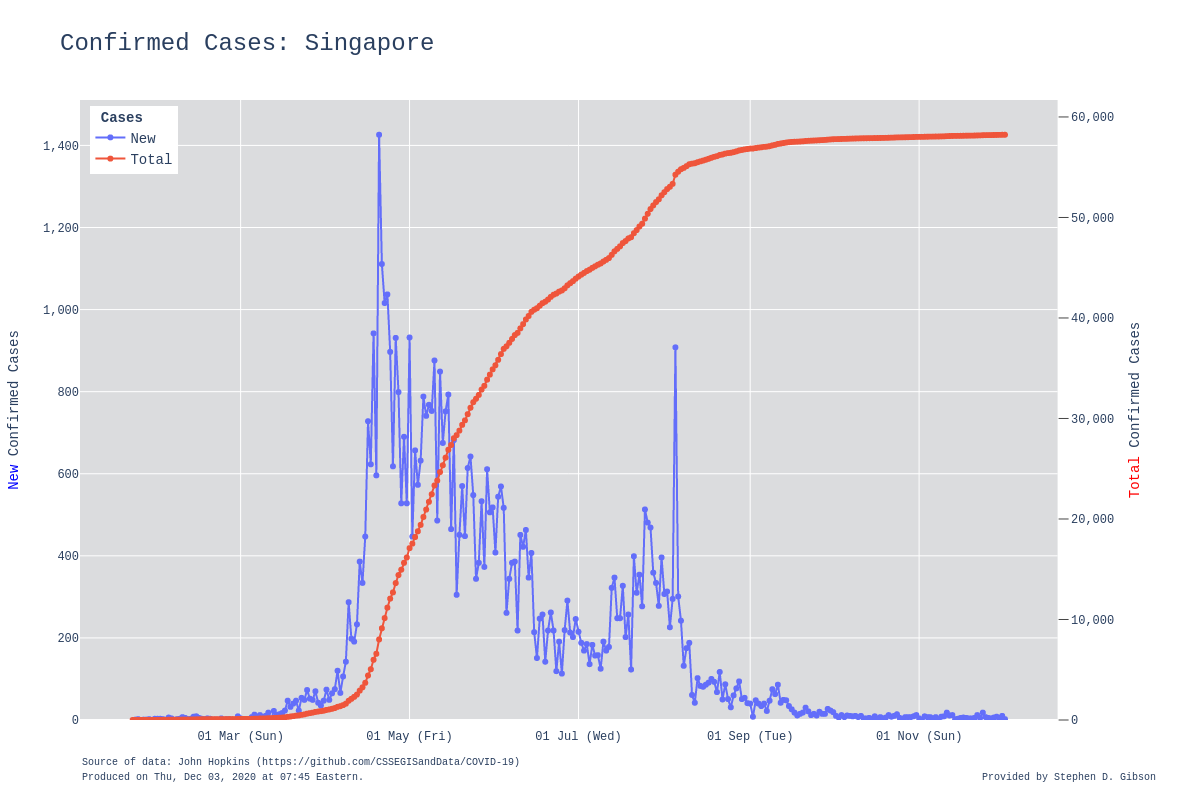 Confirmed Cases: Singapore
Cases
New
Total
1,400
1,200
1,000
800
600
400
200
0
New Confirmed Cases
60,000
50,000
40,000
30,000
20,000
10,000
0
Total Confirmed Cases
01 Mar (Sun)
01 May (Fri)
01 Jul (Wed)
01 Sep (Tue)
01 Nov (Sun)
Source of data: John Hopkins (https://github.com/CSSEGISandData/COVID-19)
Produced on Thu, Dec 03, 2020 at 07:45 Eastern.
Provided by Stephen D. Gibson